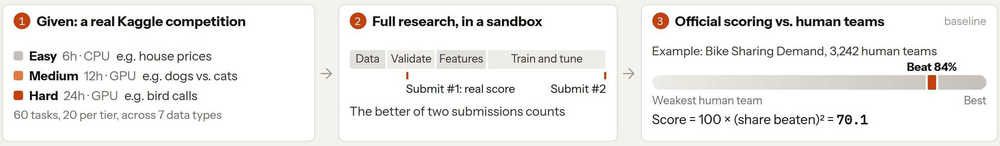 1 Given: a real Kaggle competition
Easy 6h · CPU e.g. house prices
Medium 12h · GPU e.g. dogs vs. cats
Hard 24h · GPU e.g. bird calls
60 tasks, 20 per tier, across 7 data types
→
2 Full research, in a sandbox
Data Validate Features Train and tune
Submit #1: real score Submit #2
The better of two submissions counts
→
3 Official scoring vs. human teams baseline
Example: Bike Sharing Demand, 3,242 human teams
Beat 84%
Weakest human team Best
Score = 100 × (share beaten)² = 70.1